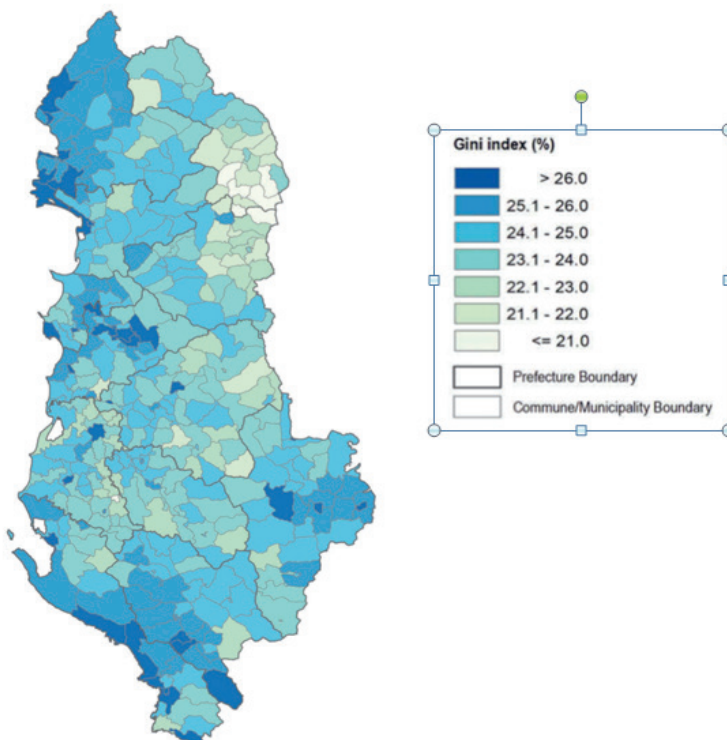 Gini index (%)
> 26.0
25.1 - 26.0
24.1 - 25.0
23.1 - 24.0
22.1 - 23.0
21.1 - 22.0
<= 21.0
Prefecture Boundary
Commune/Municipality Boundary